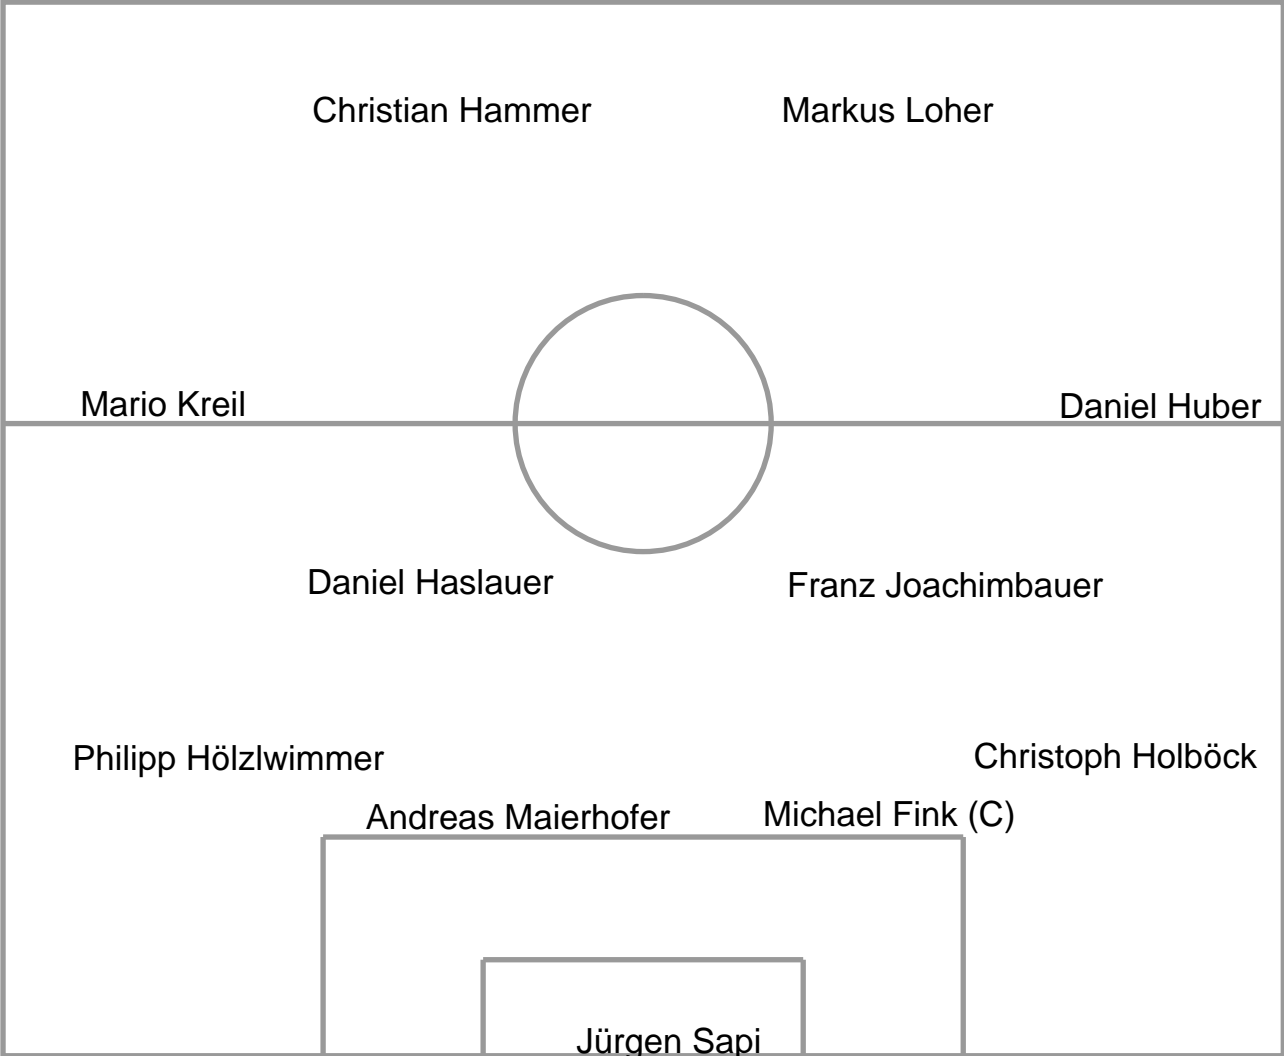 Christian Hammer
Markus Loher
Mario Kreil
Daniel Huber
Daniel Haslauer
Franz Joachimbauer
Philipp Hölzlwimmer
Christoph Holböck
Andreas Maierhofer
Michael Fink (C)
Jürgen Sapi